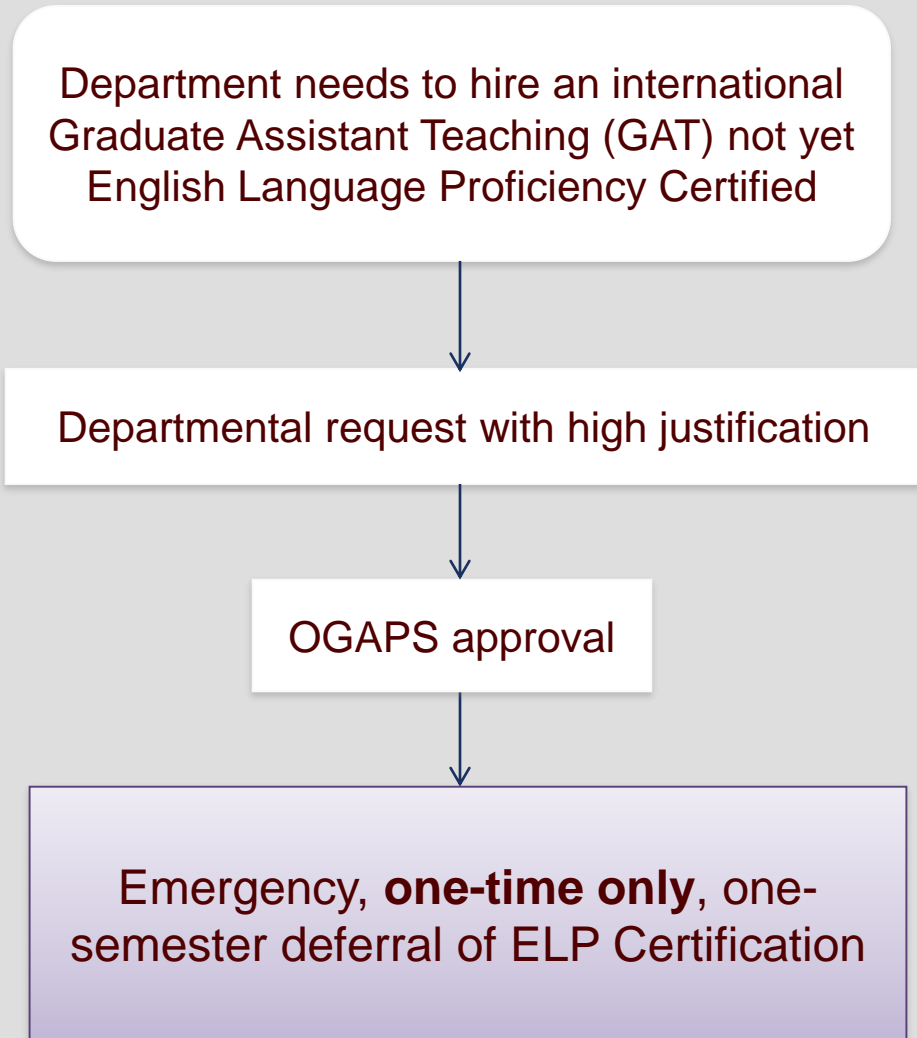 Department needs to hire an international
Graduate Assistant Teaching (GAT) not yet
English Language Proficiency Certified
Departmental request with high justification
OGAPS approval
Emergency, one-time only, one-
semester deferral of ELP Certification